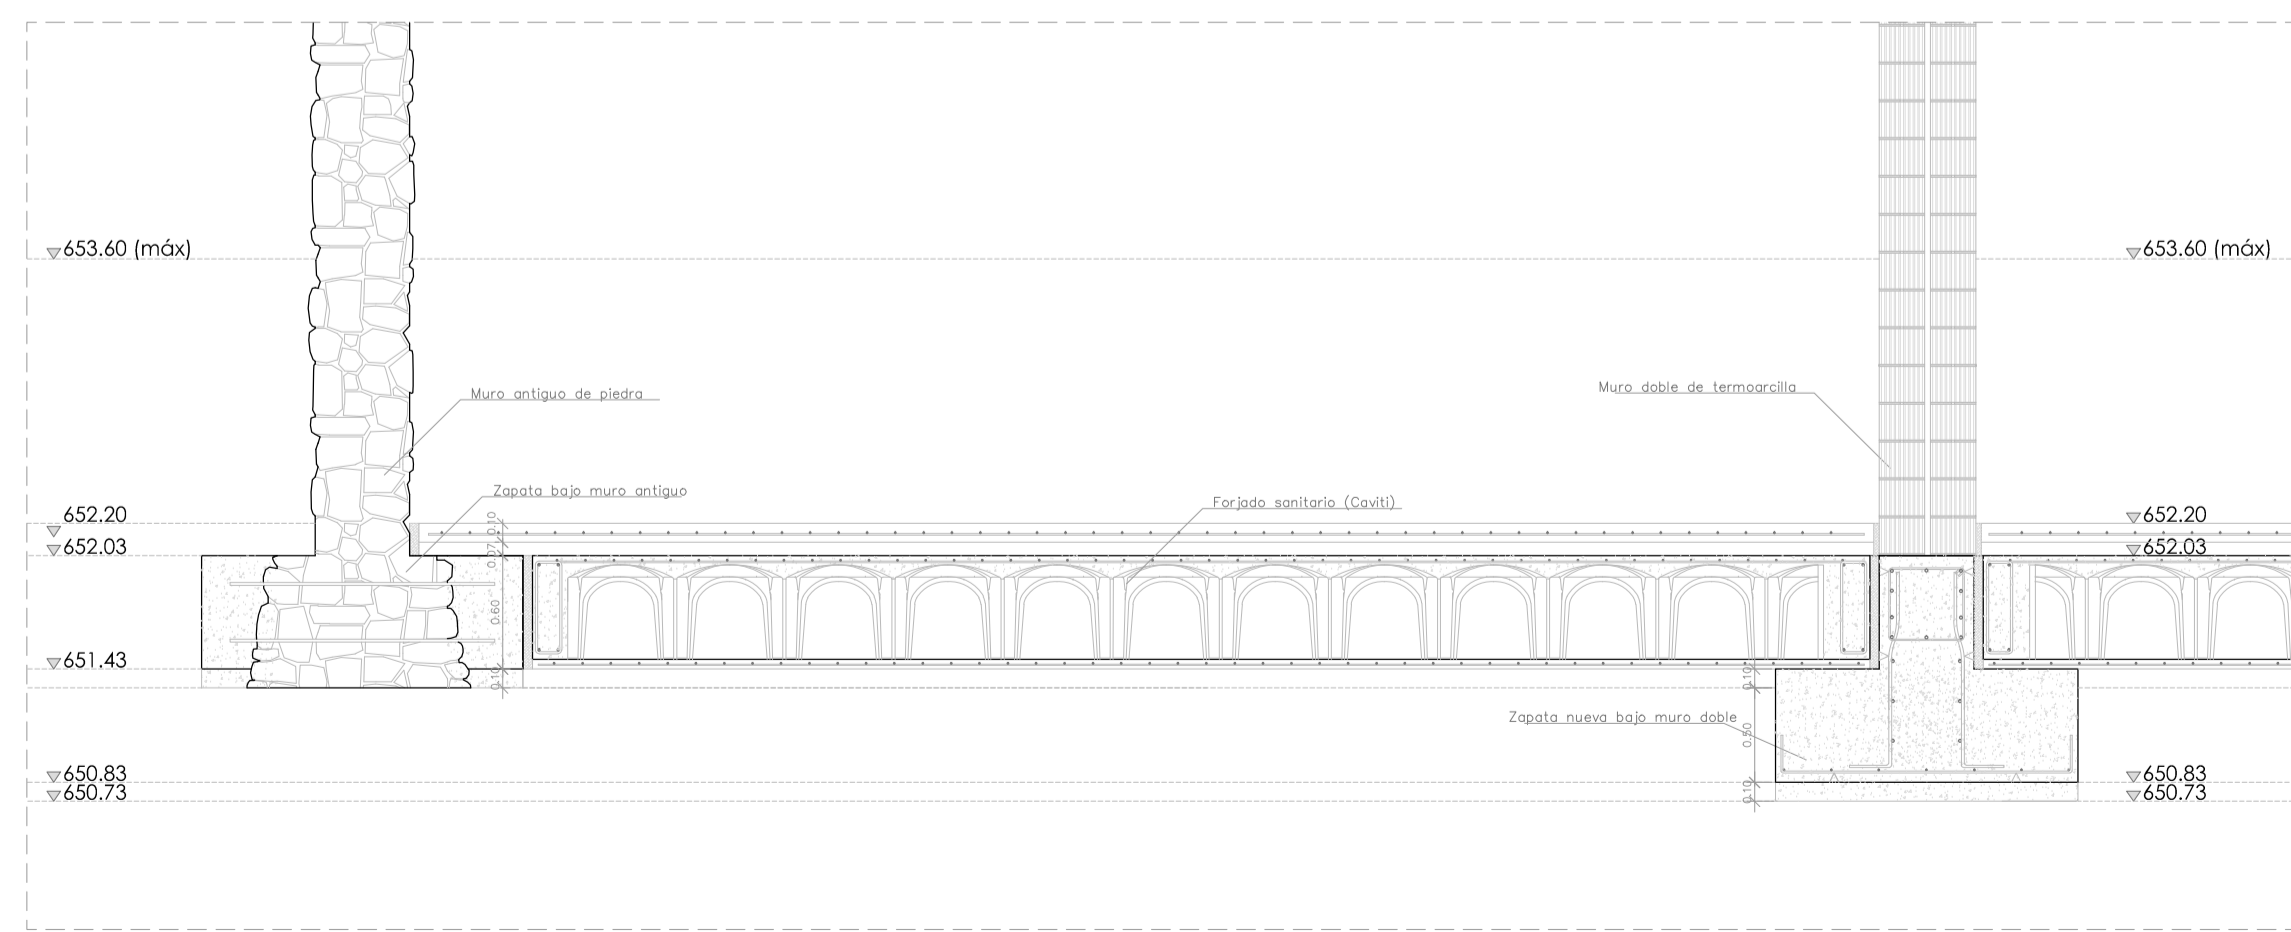 653.60 (máx)
653.60 (máx)
Muro doble de termoarcilla
Muro antiguo de piedra
Zapata bajo muro antiguo
Forjado sanitario (Caviti)
652.20
0.10
652.20
652.03
0.07
652.03
0.60
651.43
0.10
0.10
Zapata nueva bajo muro doble
0.50
650.83
650.83
650.73
0.10
650.73